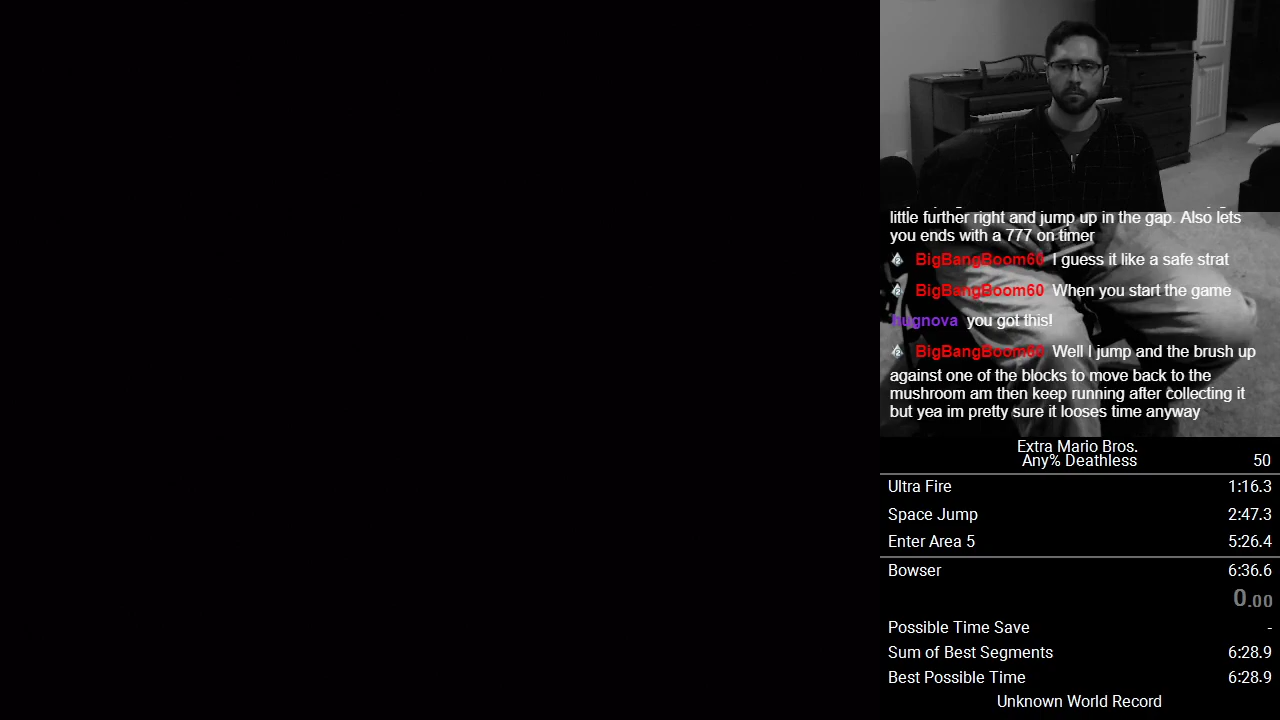 little further right and jump up in the gap. Also lets
you ends with a 777 on timer
BigBangBoom60 I guess it like a safe strat
BigBangBoom60 When you start the game
hugnova you got this!
BigBangBoom60 Well I jump and the brush up
against one of the blocks to move back to the
mushroom am then keep running after collecting it
but yea im pretty sure it looses time anyway
Extra Mario Bros.
Any% Deathless 50
Ultra Fire 1:16.3
Space Jump 2:47.3
Enter Area 5 5:26.4
Bowser 6:36.6
0.00
Possible Time Save -
Sum of Best Segments 6:28.9
Best Possible Time 6:28.9
Unknown World Record